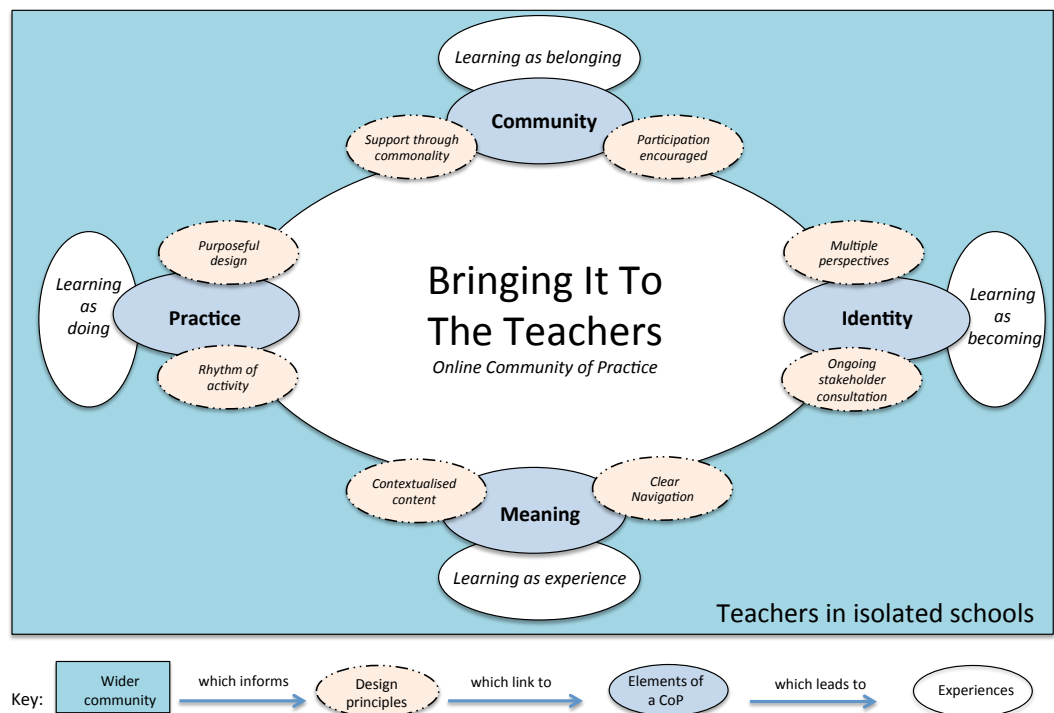 Learning as belonging
Community
Support through
commonality
Participation
encouraged
Purposeful
design
Multiple
perspectives
Learning
as
doing
Practice
Bringing It To
The Teachers
Online Community of Practice
Identity
Learning
as
becoming
Rhythm of
activity
Ongoing
stakeholder
consultation
Contextualised
content
Clear
Navigation
Meaning
Learning as experience
Teachers in isolated schools
Key:
Wider
community
which informs
Design
principles
which link to
Elements of
a CoP
which leads to
Experiences